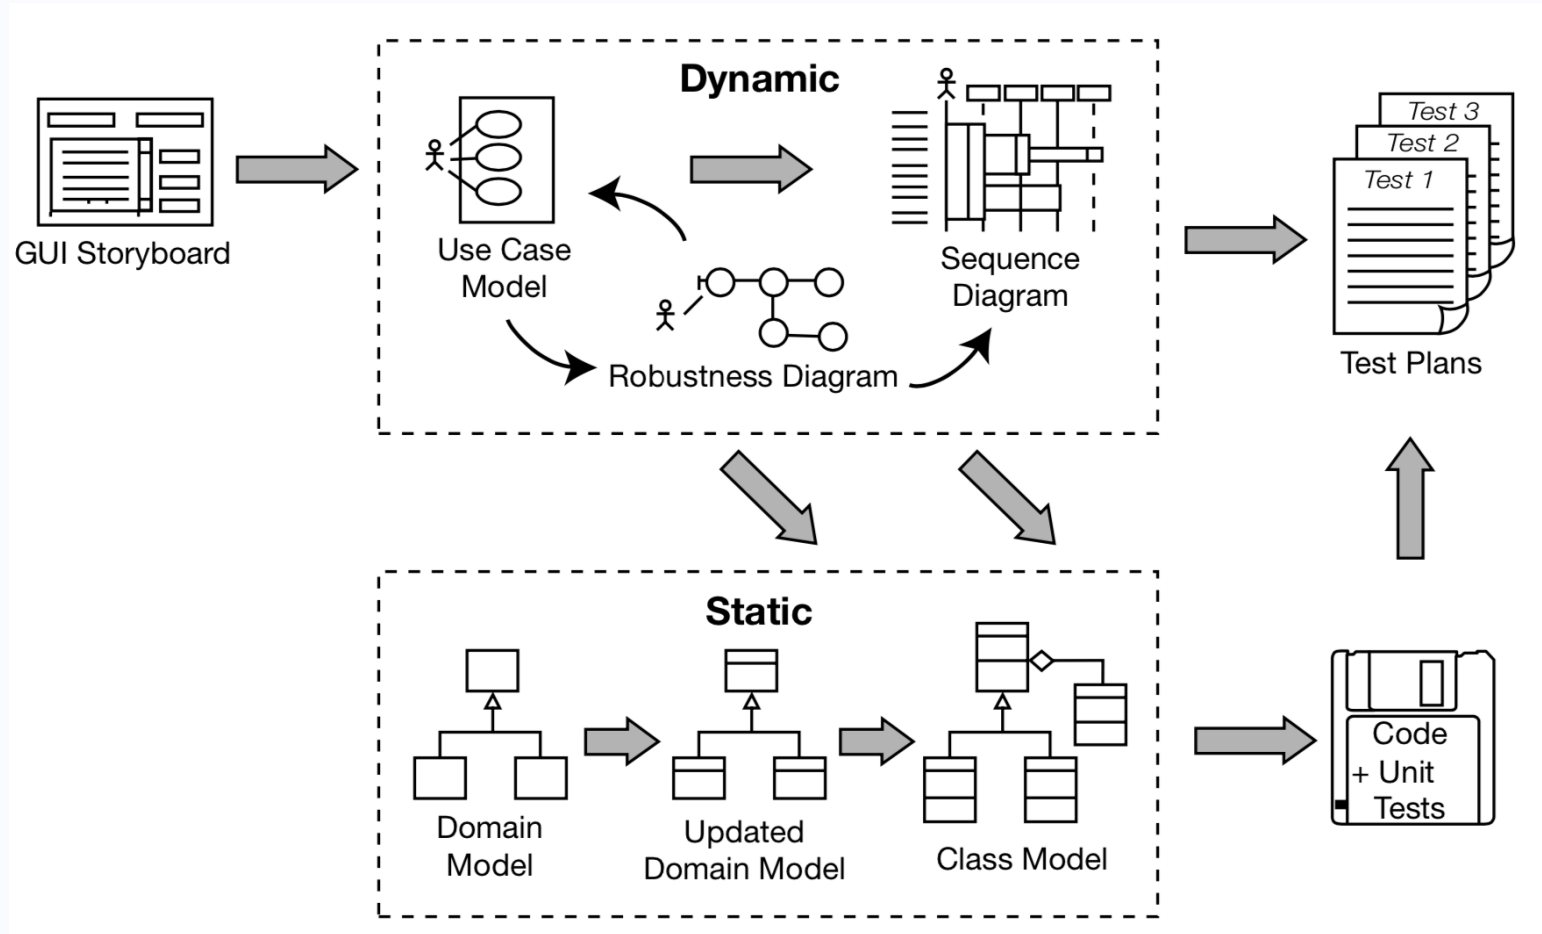 Dynamic
GUI Storyboard
Use Case
Model
Robustness Diagram
Sequence
Diagram
Test 3
Test 2
Test 1
Test Plans
Static
Domain
Model
Updated
Domain Model
Class Model
Code
+ Unit
Tests